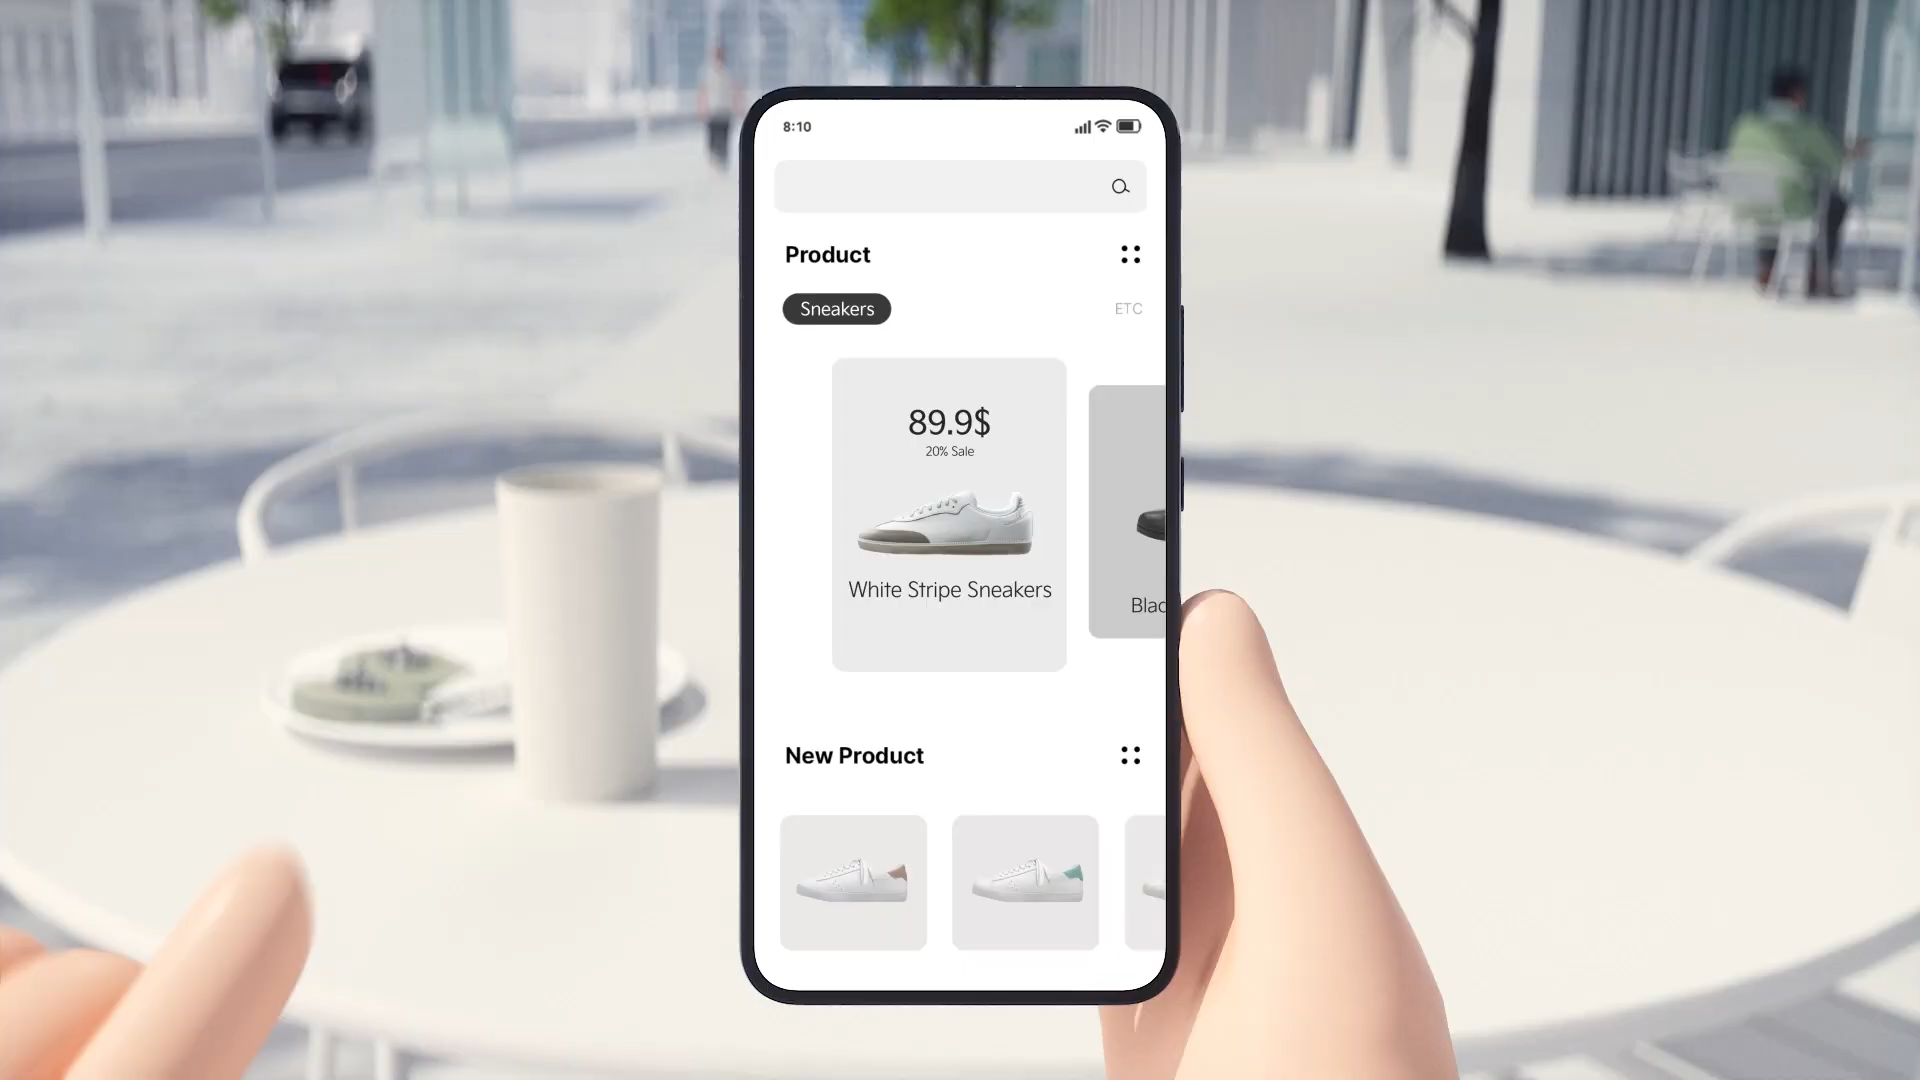 8:10
Product
Sneakers
ETC
89.9$
20% Sale
White Stripe Sneakers
Blac
New Product